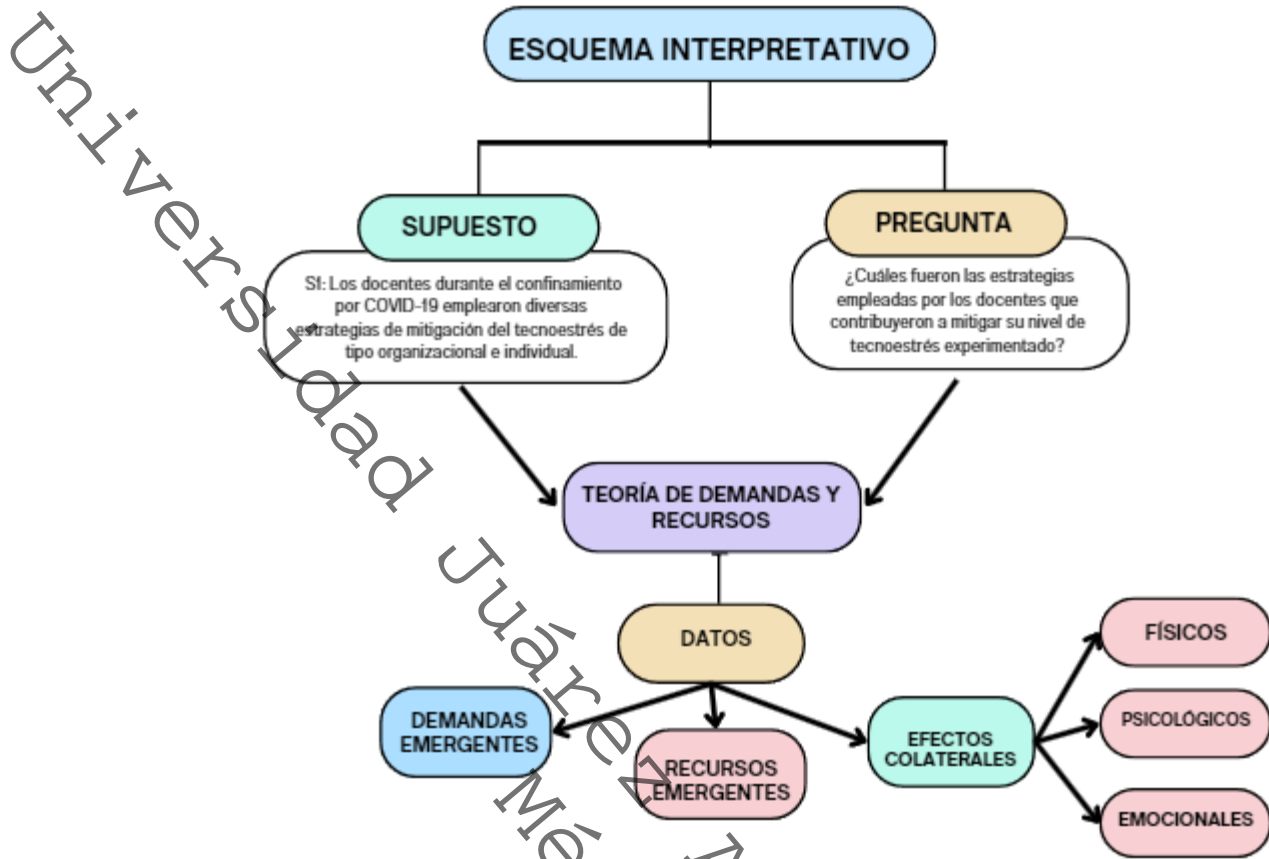 ESQUEMA INTERPRETATIVO
SUPUESTO
S1: Los docentes durante el confinamiento
por COVID-19 emplearon diversas
estrategias de mitigación del tecnoestrés de
tipo organizacional e individual.
PREGUNTA
¿Cuáles fueron las estrategias
empleadas por los docentes que
contribuyeron a mitigar su nivel de
tecnoestrés experimentado?
TEORÍA DE DEMANDAS Y
RECURSOS
DATOS
DEMANDAS
EMERGENTES
RECURSOS
EMERGENTES
EFECTOS
COLATERALES
FÍSICOS
PSICOLÓGICOS
EMOCIONALES
Universidad Juárez